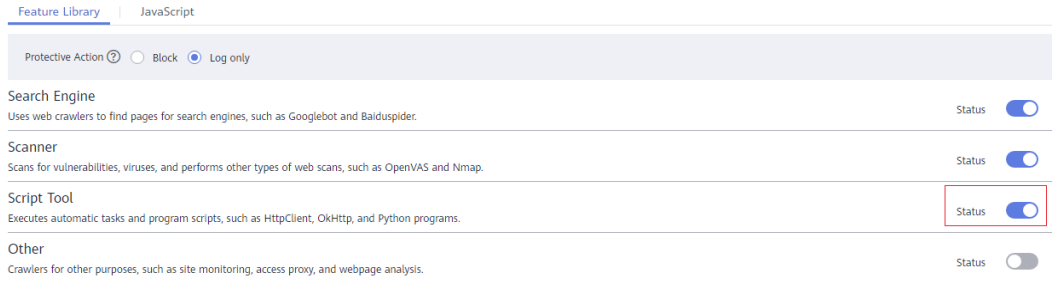 Feature Library JavaScript
Protective Action ? Block Log only
Search Engine
Uses web crawlers to find pages for search engines, such as Googlebot and Baiduspider.
Status
Scanner
Scans for vulnerabilities, viruses, and performs other types of web scans, such as OpenVAS and Nmap.
Status
Script Tool
Executes automatic tasks and program scripts, such as HttpClient, OkHttp, and Python programs.
Status
Other
Crawlers for other purposes, such as site monitoring, access proxy, and webpage analysis.
Status